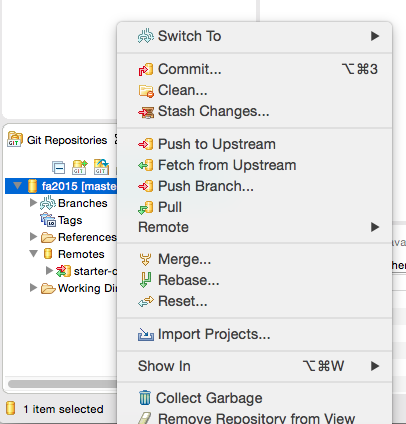 Switch To
Commit... ⌥⌘3
Clean...
Stash Changes...
Git Repositories
Push to Upstream
Fetch from Upstream
fa2015 [maste
Push Branch...
Branches
Pull
Tags
References
Remote
Remotes
Merge...
starter-c
Rebase...
Working Dir
Reset...
Import Projects...
Show In ⌥⌘W
Collect Garbage
1 item selected
Remove Repository from View